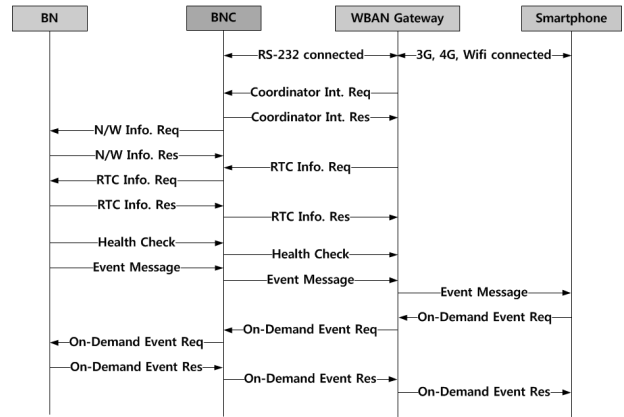 BN
BNC
WBAN Gateway
Smartphone
RS-232 connected
3G, 4G, Wifi connected
Coordinator Int. Req
Coordinator Int. Res
N/W Info. Req
N/W Info. Res
RTC Info. Req
RTC Info. Req
RTC Info. Res
RTC Info. Res
Health Check
Health Check
Event Message
Event Message
Event Message
On-Demand Event Req
On-Demand Event Req
On-Demand Event Req
On-Demand Event Res
On-Demand Event Res
On-Demand Event Res